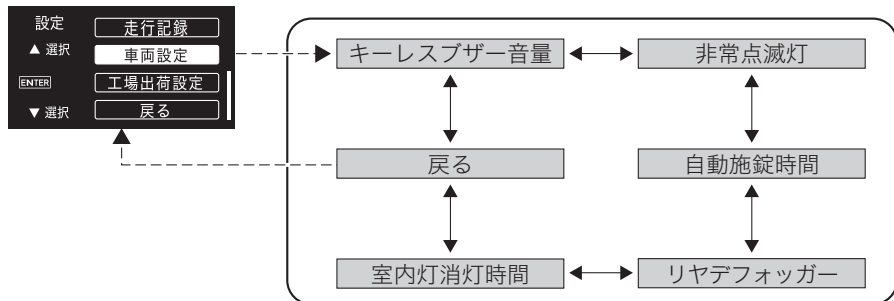 設定
▲ 選択
ENTER
▼ 選択
走行記録
車両設定
工場出荷設定
戻る
キーレスブザー音量
非常点滅灯
戻る
自動施錠時間
室内灯消灯時間
リヤデフォッガー